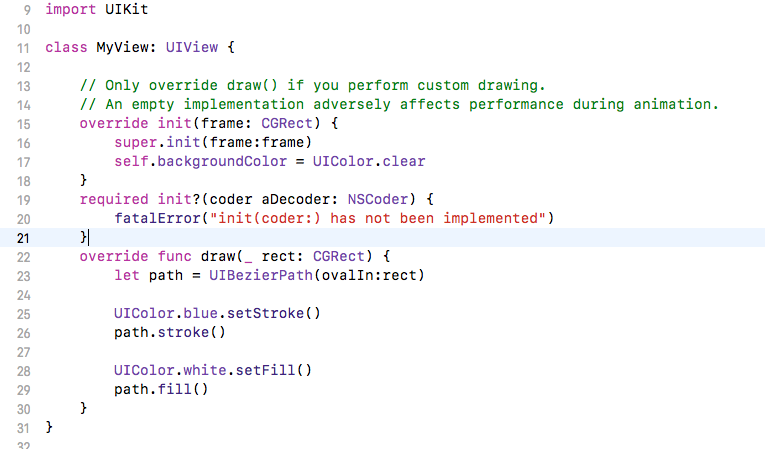 9 import UIKit
10
11 class MyView: UIView {
12
13     // Only override draw() if you perform custom drawing.
14     // An empty implementation adversely affects performance during animation.
15     override init(frame: CGRect) {
16         super.init(frame:frame)
17         self.backgroundColor = UIColor.clear
18     }
19     required init?(coder aDecoder: NSCoder) {
20         fatalError("init(coder:) has not been implemented")
21     }
22     override func draw(_ rect: CGRect) {
23         let path = UIBezierPath(ovalIn:rect)
24
25         UIColor.blue.setStroke()
26         path.stroke()
27
28         UIColor.white.setFill()
29         path.fill()
30     }
31 }
32